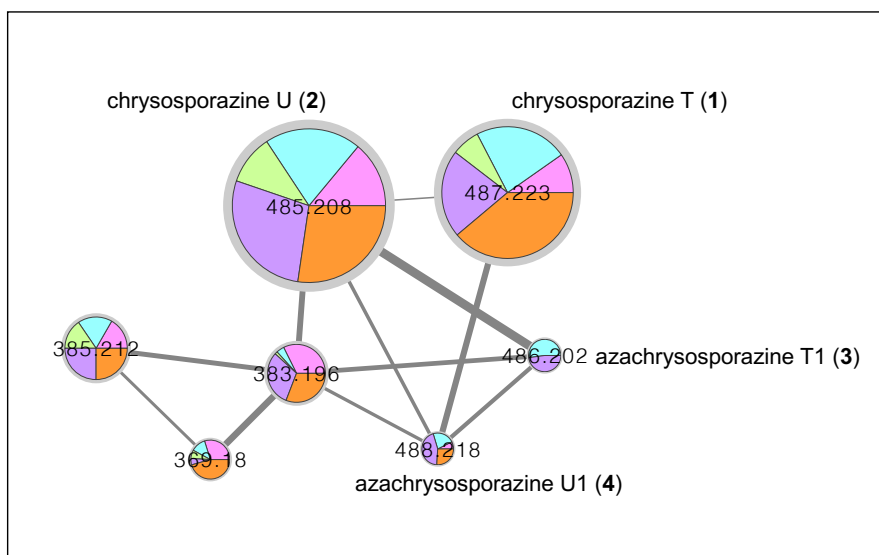 chrysosporazine U (2)
chrysosporazine T (1)
485.208
487.223
385.212
383.196
486.202
azachrysosporazine T1 (3)
369.18
488.218
azachrysosporazine U1 (4)